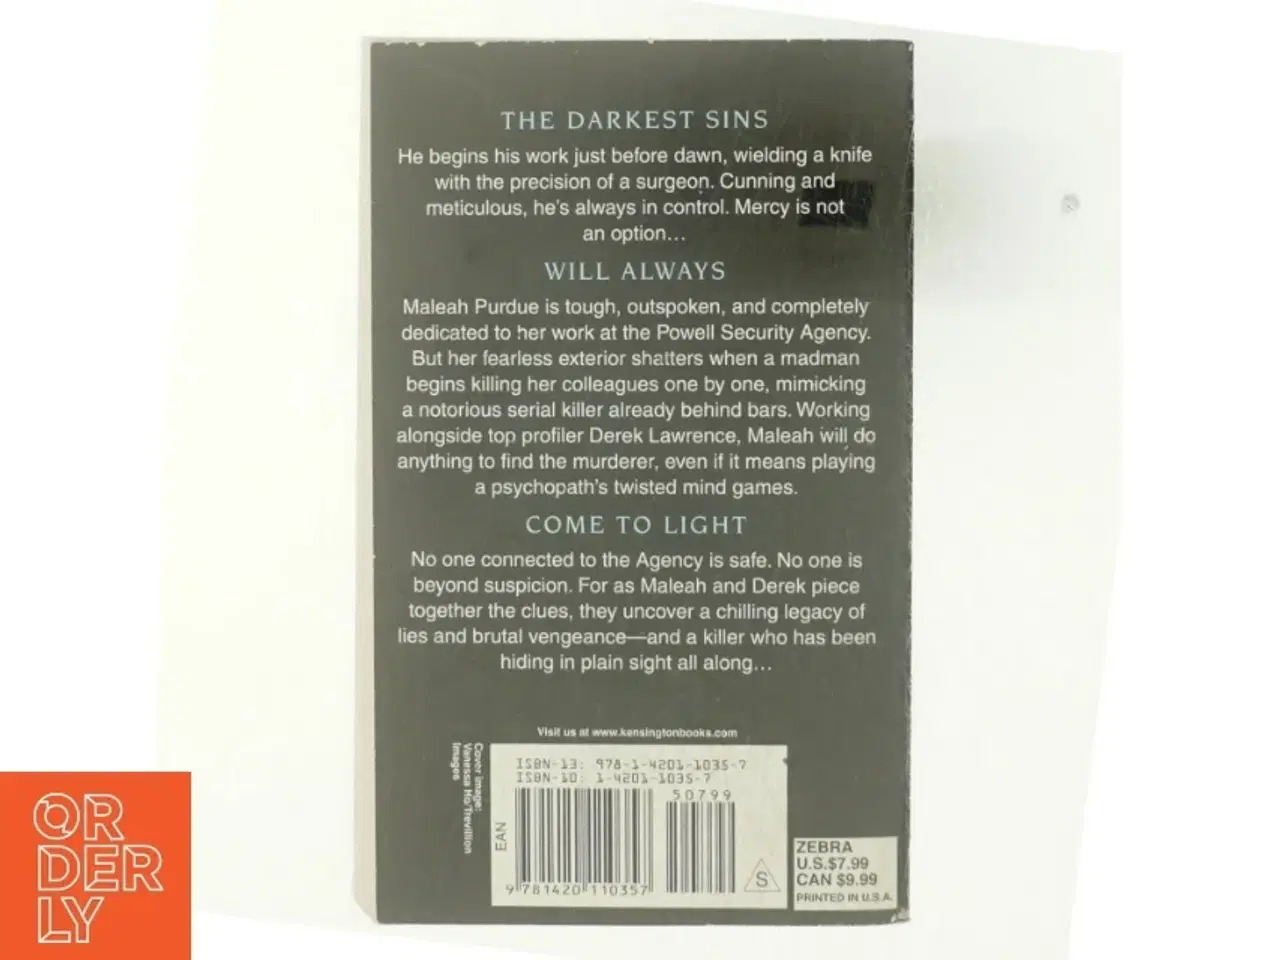 THE DARKEST SINS
He begins his work just before dawn, wielding a knife
with the precision of a surgeon. Cunning and
meticulous, he's always in control. Mercy is not
an option...
WILL ALWAYS
Maleah Purdue is tough, outspoken, and completely
dedicated to her work at the Powell Security Agency.
But her fearless exterior shatters when a madman
begins killing her colleagues one by one, mimicking
a notorious serial killer already behind bars. Working
alongside top profiler Derek Lawrence, Maleah will do
anything to find the murderer, even if it means playing
a psychopath's twisted mind games.
COME TO LIGHT
No one connected to the Agency is safe. No one is
beyond suspicion. For as Maleah and Derek piece
together the clues, they uncover a chilling legacy of
lies and brutal vengeance—and a killer who has been
hiding in plain sight all along...
Visit us at www.kensingtonbooks.com
Cover image:
Vanessa Ho/Trevillion
Images
ISBN-13: 978-1-4201-1035-7
ISBN-10: 1-4201-1035-7
50799
EAN
9 781420 110357
S
ZEBRA
U.S.$7.99
CAN $9.99
PRINTED IN U.S.A.
OR
DER
LY